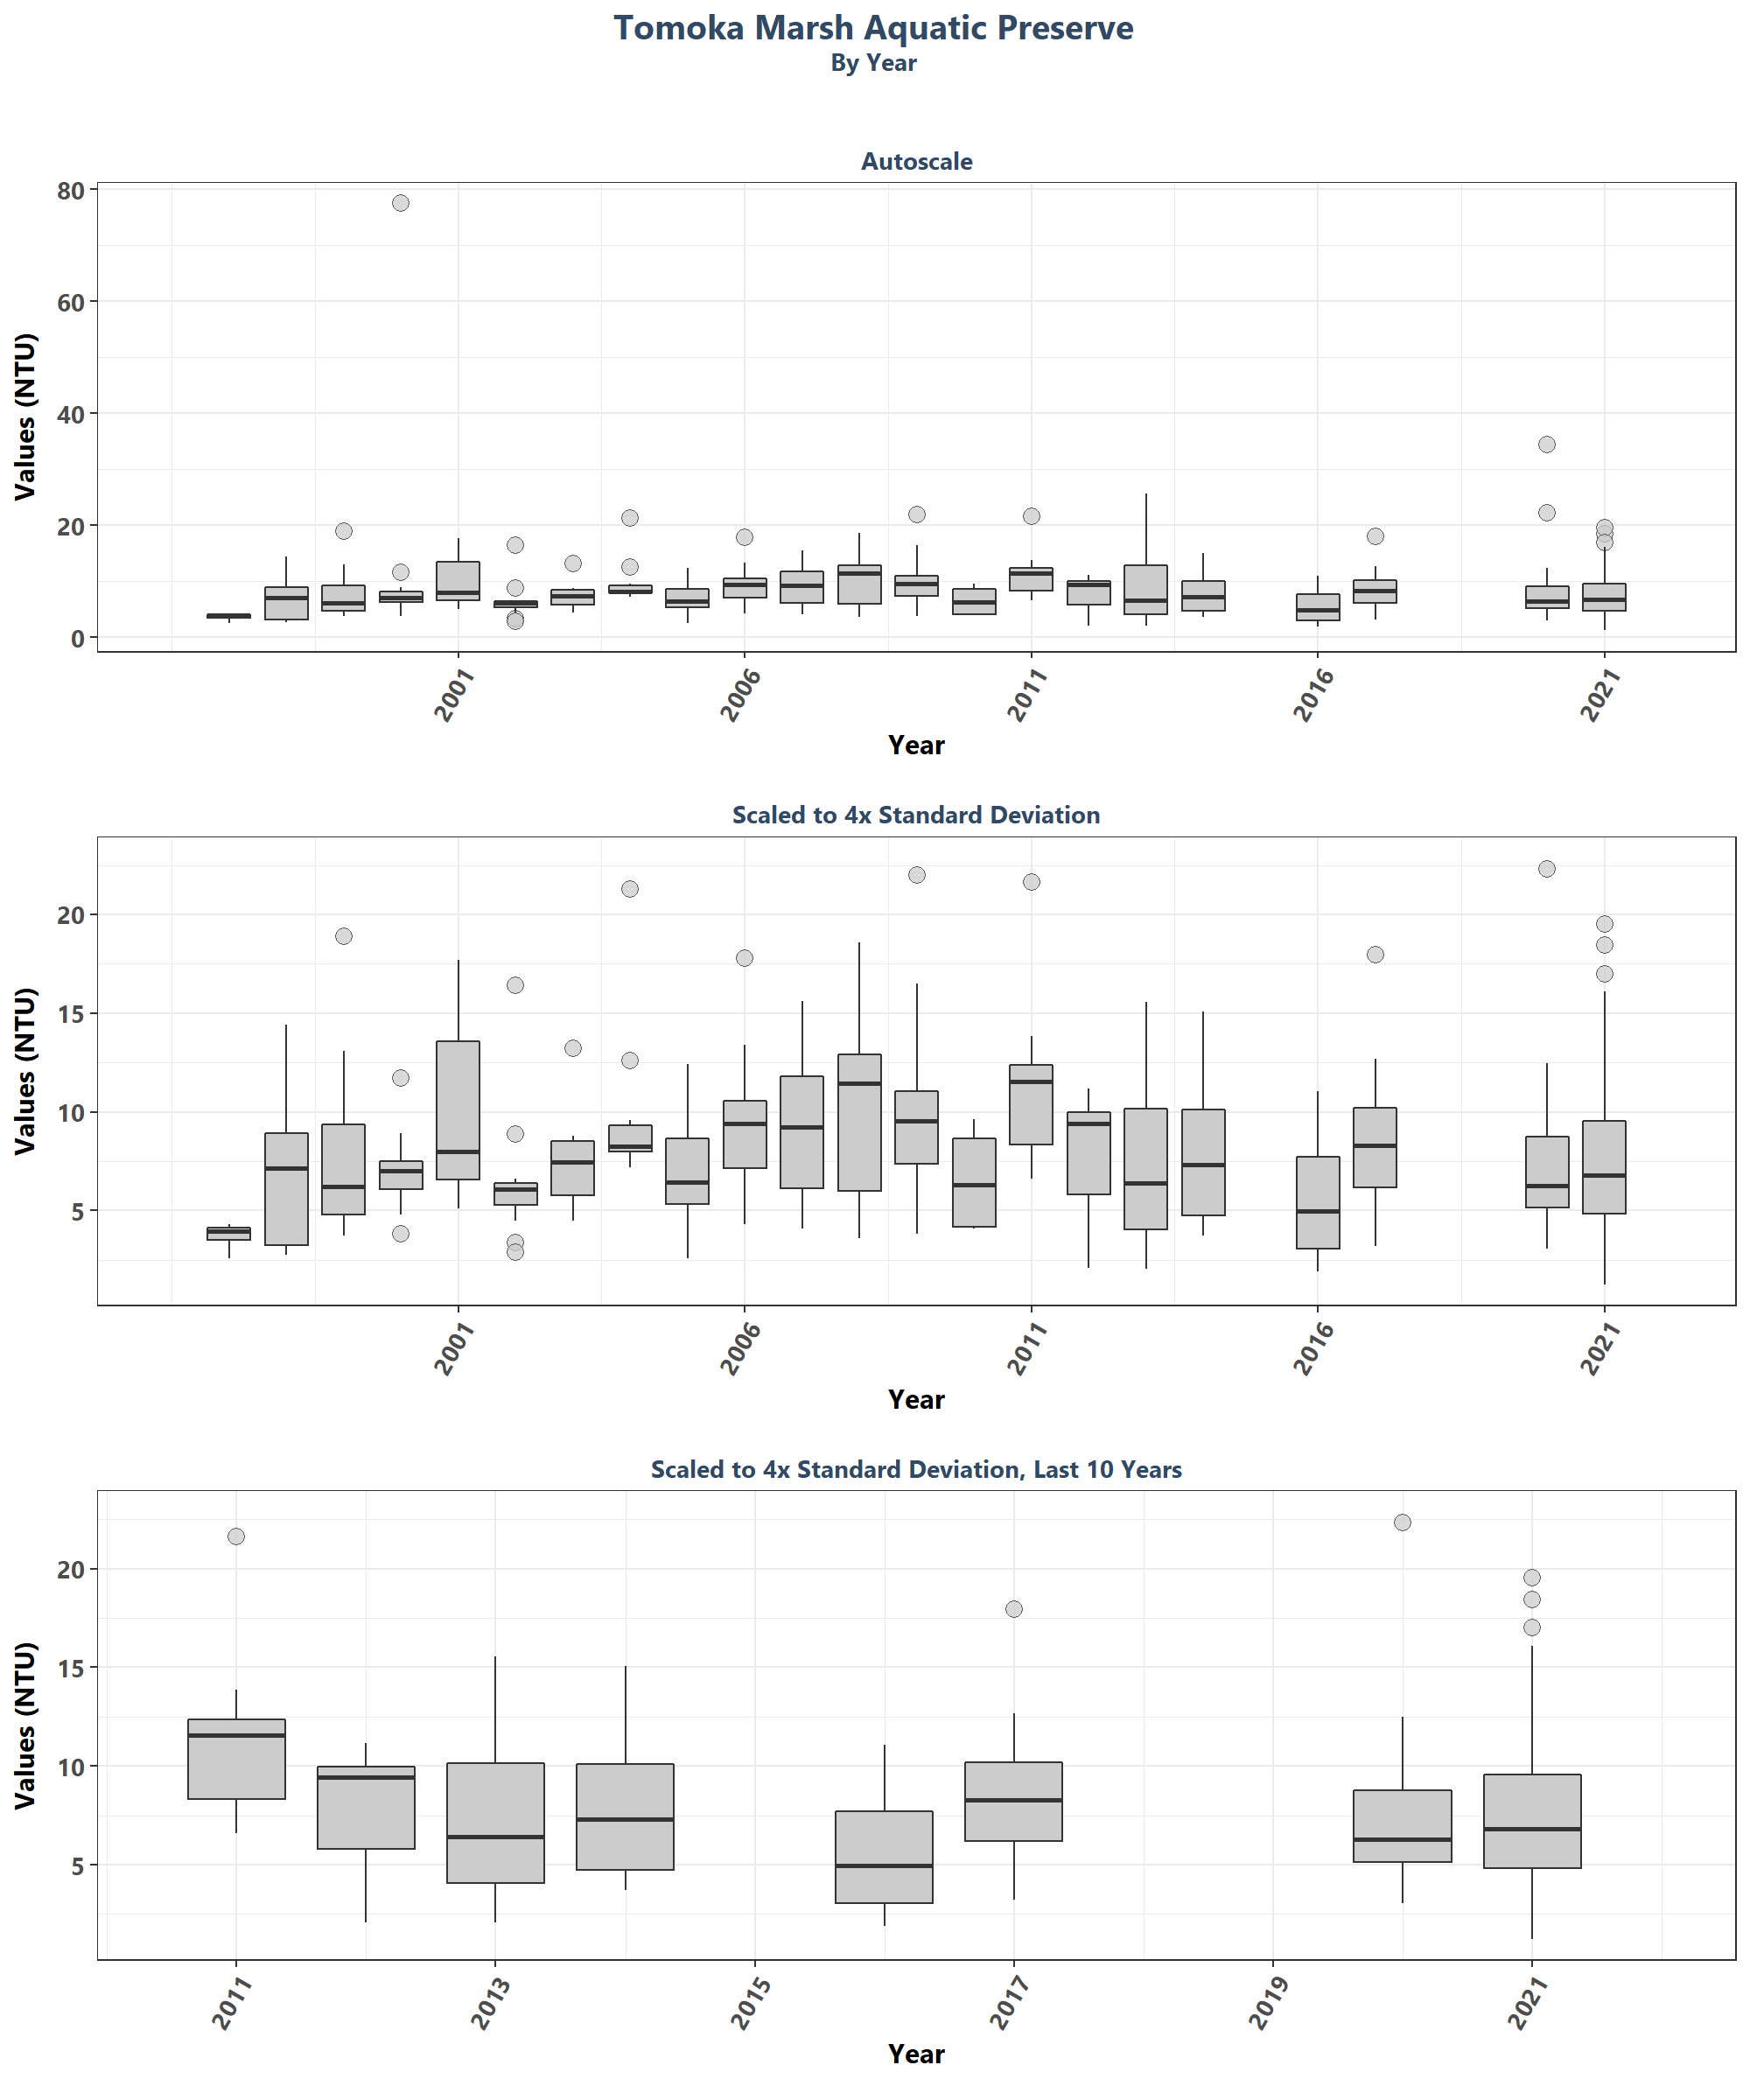 Tomoka Marsh Aquatic Preserve
By Year
Autoscale
Values (NTU)
80
60
40
20
0
2001
2006
2011
2016
2021
Year
Scaled to 4x Standard Deviation
Values (NTU)
20
15
10
5
2001
2006
2011
2016
2021
Year
Scaled to 4x Standard Deviation, Last 10 Years
Values (NTU)
20
15
10
5
2011
2013
2015
2017
2019
2021
Year